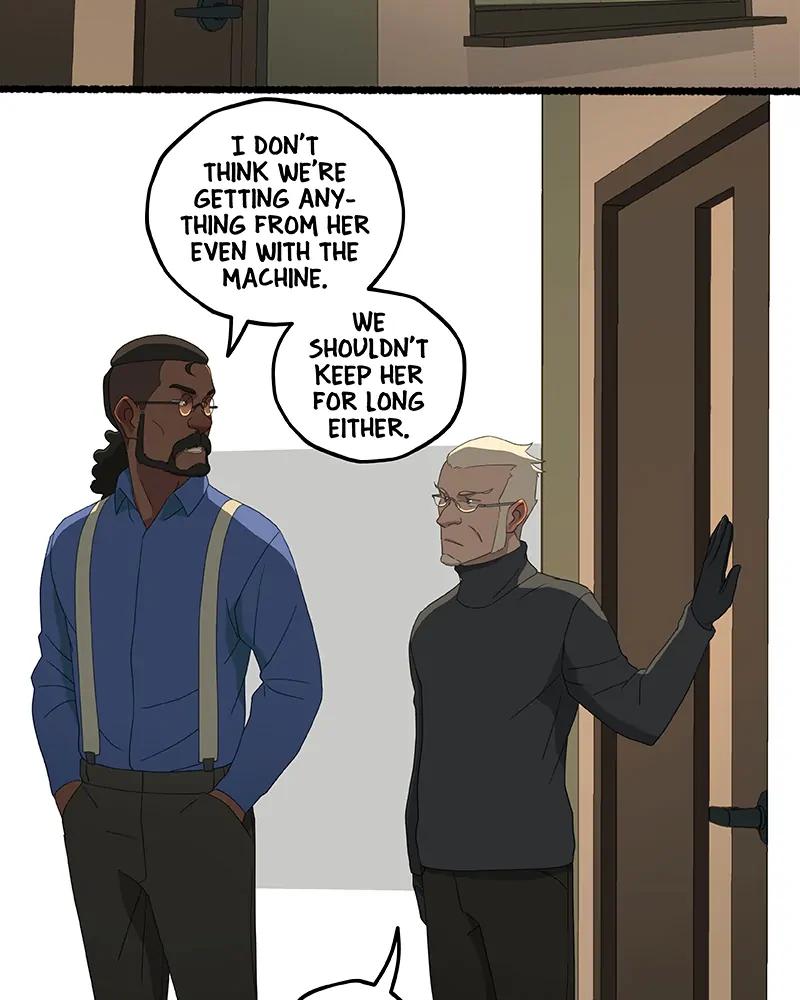 I DON'T
THINK WE'RE
GETTING ANY-
THING FROM HER
EVEN WITH THE
MACHINE.
WE
SHOULDN'T
KEEP HER
FOR LONG
EITHER.